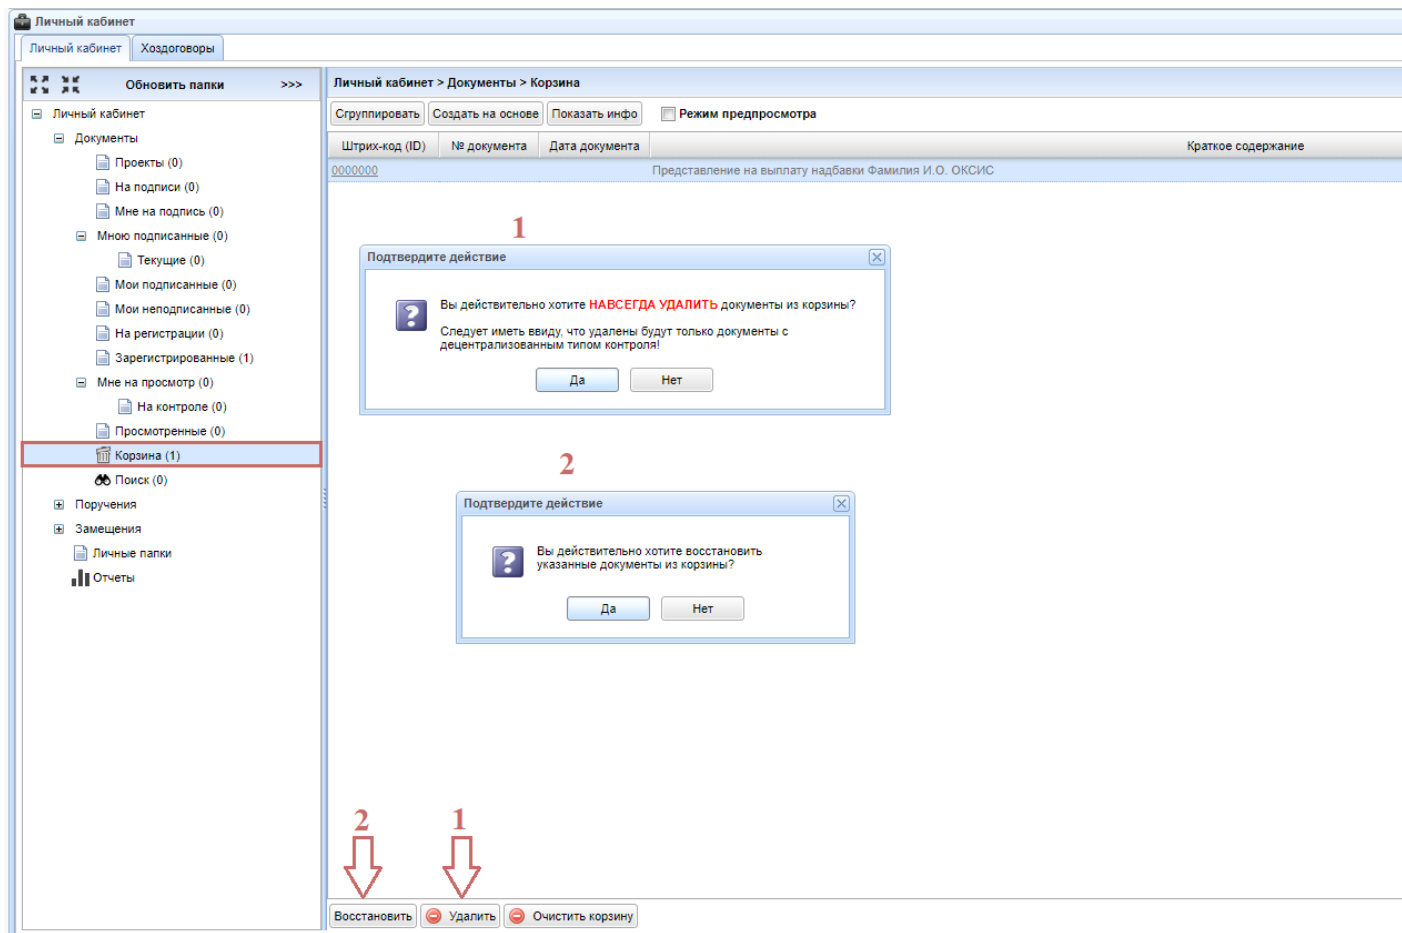 Личный кабинет
Личный кабинет
Хоздоговоры
Обновить папки >>>
Личный кабинет
Документы
Проекты (0)
На подписи (0)
Мне на подпись (0)
Мною подписанные (0)
Текущие (0)
Мои подписанные (0)
Мои неподписанные (0)
На регистрации (0)
Зарегистрированные (1)
Мне на просмотр (0)
На контроле (0)
Просмотренные (0)
Корзина (1)
Поиск (0)
Поручения
Замещения
Личные папки
Отчеты
Личный кабинет > Документы > Корзина
Сгруппировать Создать на основе Показать инфо Режим предпросмотра
Штрих-код (ID) № документа Дата документа Краткое содержание
0000000 Представление на выплату надбавки Фамилия И.О. ОКСИС
1
Подтвердите действие
Вы действительно хотите НАВСЕГДА УДАЛИТЬ документы из корзины?
Следует иметь ввиду, что удалены будут только документы с
децентрализованным типом контроля!
Да Нет
2
Подтвердите действие
Вы действительно хотите восстановить
указанные документы из корзины?
Да Нет
2 1
Восстановить Удалить Очистить корзину